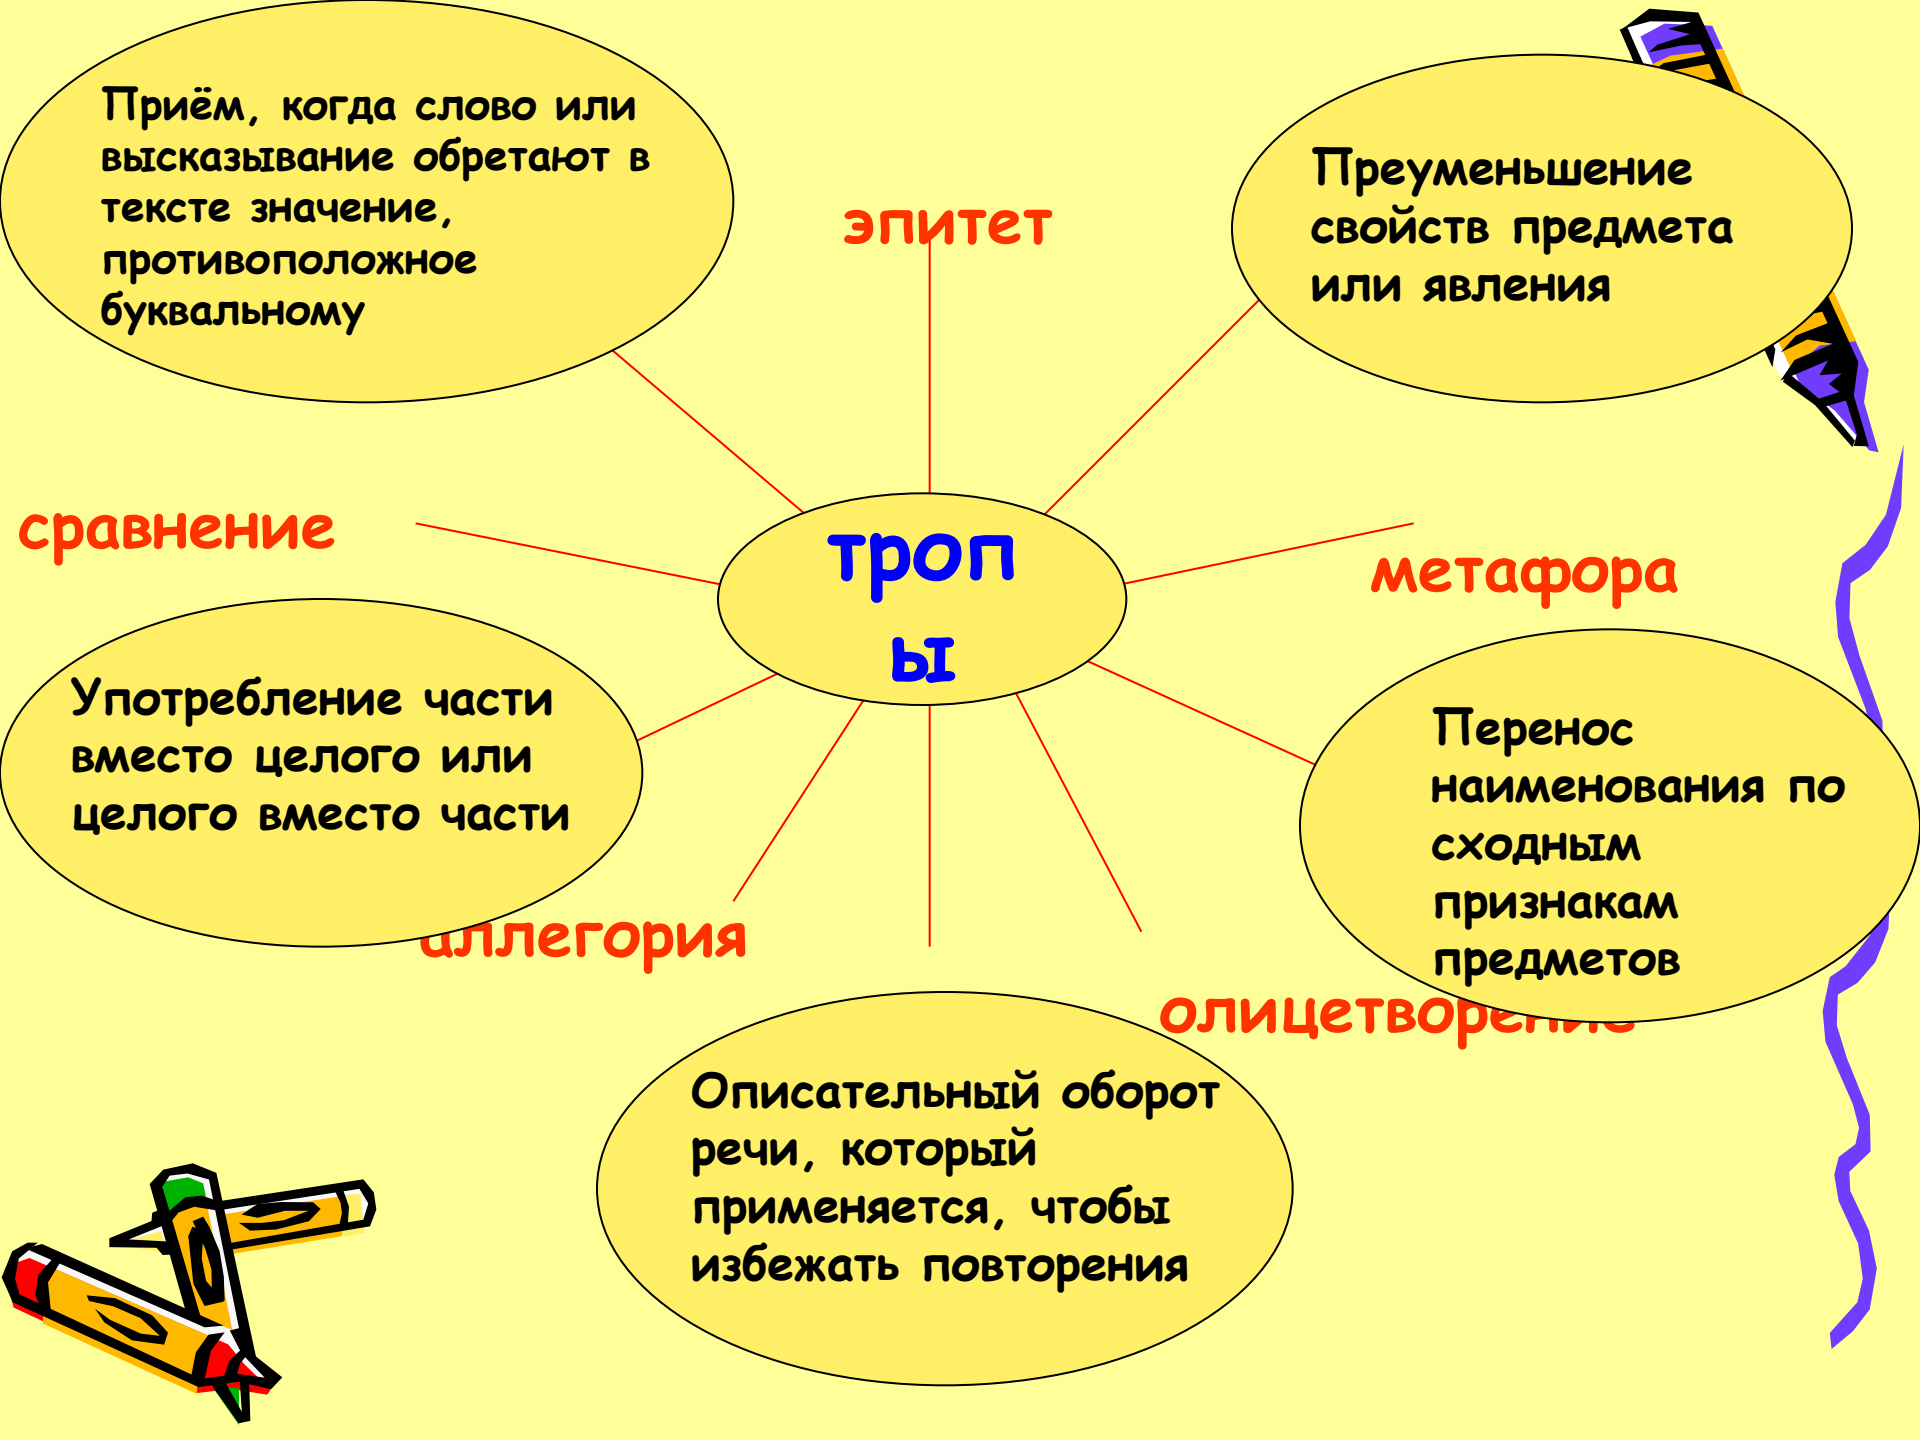 Приём, когда слово или
высказывание обретают в
тексте значение,
противоположное
буквальному
эпитет
Преуменьшение
свойств предмета
или явления
сравнение
троп
ы
метафора
Употребление части
вместо целого или
целого вместо части
Перенос
наименования по
сходным
признакам
предметов
аллегория
олицетворение
Описательный оборот
речи, который
применяется, чтобы
избежать повторения